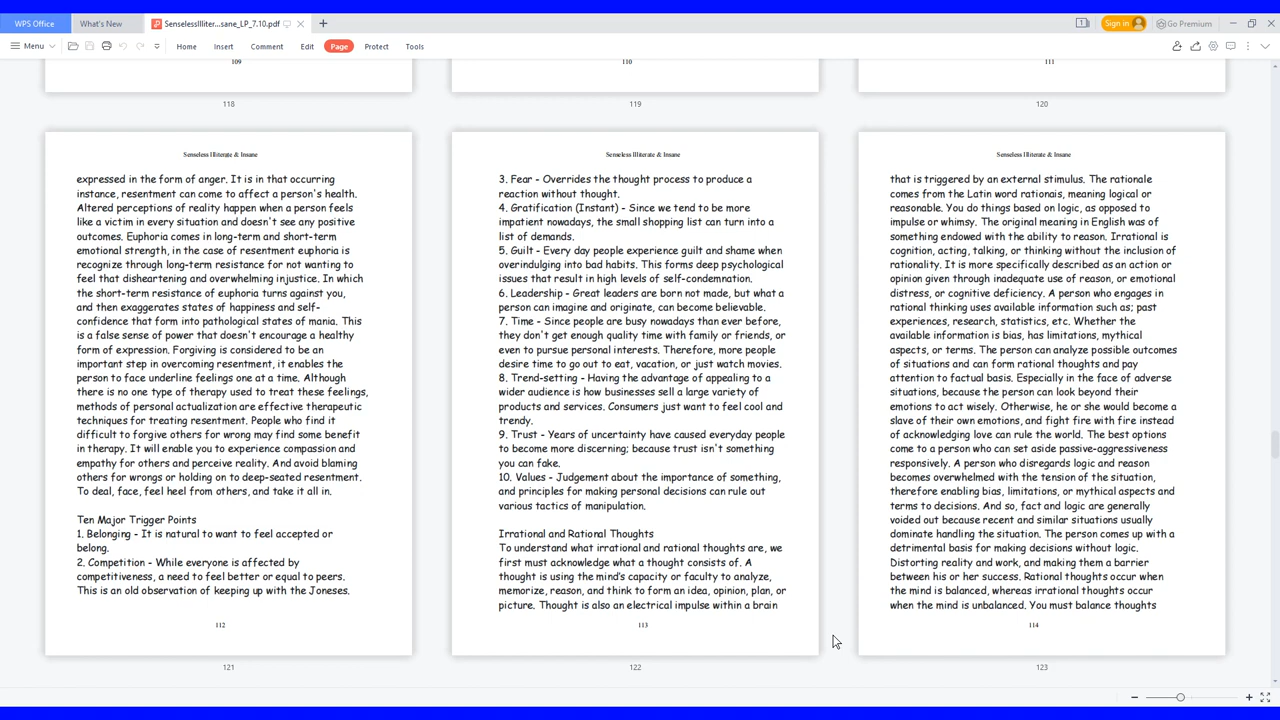 WPS Office
What's New
SenselessIlliter...sane_LP_7.10.pdf
Sign in
Go Premium
Menu
Home
Insert
Comment
Edit
Page
Protect
Tools
109
110
111
118
119
120
Senseless Illiterate & Insane
expressed in the form of anger. It is in that occurring
instance, resentment can come to affect a person's health.
Altered perceptions of reality happen when a person feels
like a victim in every situation and doesn't see any positive
outcomes. Euphoria comes in long-term and short-term
emotional strength, in the case of resentment euphoria is
recognize through long-term resistance for not wanting to
feel that disheartening and overwhelming injustice. In which
the short-term resistance of euphoria turns against you,
and then exaggerates states of happiness and self-
confidence that form into pathological states of mania. This
is a false sense of power that doesn't encourage a healthy
form of expression. Forgiving is considered to be an
important step in overcoming resentment, it enables the
person to face underline feelings one at a time. Although
there is no one type of therapy used to treat these feelings,
methods of personal actualization are effective therapeutic
techniques for treating resentment. People who find it
difficult to forgive others for wrong may find some benefit
in therapy. It will enable you to experience compassion and
empathy for others and perceive reality. And avoid blaming
others for wrongs or holding on to deep-seated resentment.
To deal, face, feel heel from others, and take it all in.
Ten Major Trigger Points
1. Belonging - It is natural to want to feel accepted or
belong.
2. Competition - While everyone is affected by
competitiveness, a need to feel better or equal to peers.
This is an old observation of keeping up with the Joneses.
112
121
Senseless Illiterate & Insane
3. Fear - Overrides the thought process to produce a
reaction without thought.
4. Gratification (Instant) - Since we tend to be more
impatient nowadays, the small shopping list can turn into a
list of demands.
5. Guilt - Every day people experience guilt and shame when
overindulging into bad habits. This forms deep psychological
issues that result in high levels of self-condemnation.
6. Leadership - Great leaders are born not made, but what a
person can imagine and originate, can become believable.
7. Time - Since people are busy nowadays than ever before,
they don't get enough quality time with family or friends, or
even to pursue personal interests. Therefore, more people
desire time to go out to eat, vacation, or just watch movies.
8. Trend-setting - Having the advantage of appealing to a
wider audience is how businesses sell a large variety of
products and services. Consumers just want to feel cool and
trendy.
9. Trust - Years of uncertainty have caused everyday people
to become more discerning; because trust isn't something
you can fake.
10. Values - Judgement about the importance of something,
and principles for making personal decisions can rule out
various tactics of manipulation.
Irrational and Rational Thoughts
To understand what irrational and rational thoughts are, we
first must acknowledge what a thought consists of. A
thought is using the mind's capacity or faculty to analyze,
memorize, reason, and think to form an idea, opinion, plan, or
picture. Thought is also an electrical impulse within a brain
113
122
Senseless Illiterate & Insane
that is triggered by an external stimulus. The rationale
comes from the Latin word rationais, meaning logical or
reasonable. You do things based on logic, as opposed to
impulse or whimsy. The original meaning in English was of
something endowed with the ability to reason. Irrational is
cognition, acting, talking, or thinking without the inclusion of
rationality. It is more specifically described as an action or
opinion given through inadequate use of reason, or emotional
distress, or cognitive deficiency. A person who engages in
rational thinking uses available information such as; past
experiences, research, statistics, etc. Whether the
available information is bias, has limitations, mythical
aspects, or terms. The person can analyze possible outcomes
of situations and can form rational thoughts and pay
attention to factual basis. Especially in the face of adverse
situations, because the person can look beyond their
emotions to act wisely. Otherwise, he or she would become a
slave of their own emotions, and fight fire with fire instead
of acknowledging love can rule the world. The best options
come to a person who can set aside passive-aggressiveness
responsively. A person who disregards logic and reason
becomes overwhelmed with the tension of the situation,
therefore enabling bias, limitations, or mythical aspects and
terms to decisions. And so, fact and logic are generally
voided out because recent and similar situations usually
dominate handling the situation. The person comes up with a
detrimental basis for making decisions without logic.
Distorting reality and work, and making them a barrier
between his or her success. Rational thoughts occur when
the mind is balanced, whereas irrational thoughts occur
when the mind is unbalanced. You must balance thoughts
114
123